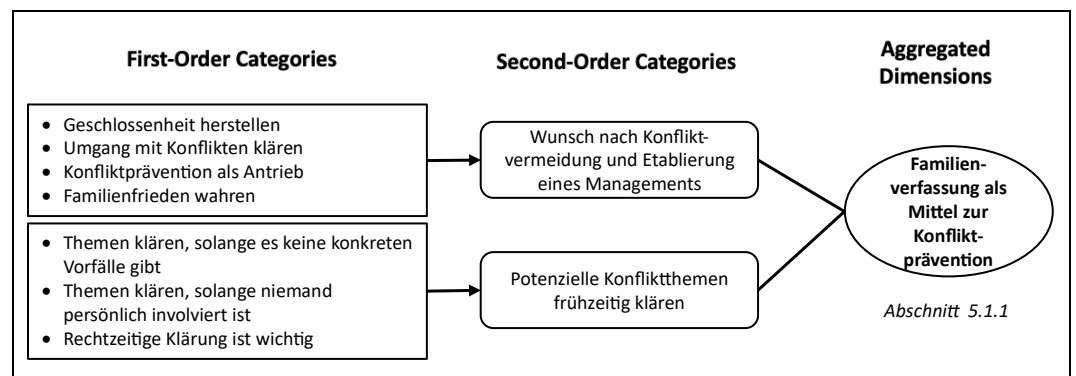 First-Order Categories
Second-Order Categories
Aggregated
Dimensions
• Geschlossenheit herstellen
• Umgang mit Konflikten klären
• Konfliktprävention als Antrieb
• Familienfrieden wahren
Wunsch nach Konflikt-
vermeidung und Etablierung
eines Managements
• Themen klären, solange es keine konkreten
Vorfälle gibt
• Themen klären, solange niemand
persönlich involviert ist
• Rechtzeitige Klärung ist wichtig
Potenzielle Konfliktthemen
frühzeitig klären
Familien-
verfassung als
Mittel zur
Konflikt-
prävention
Abschnitt 5.1.1